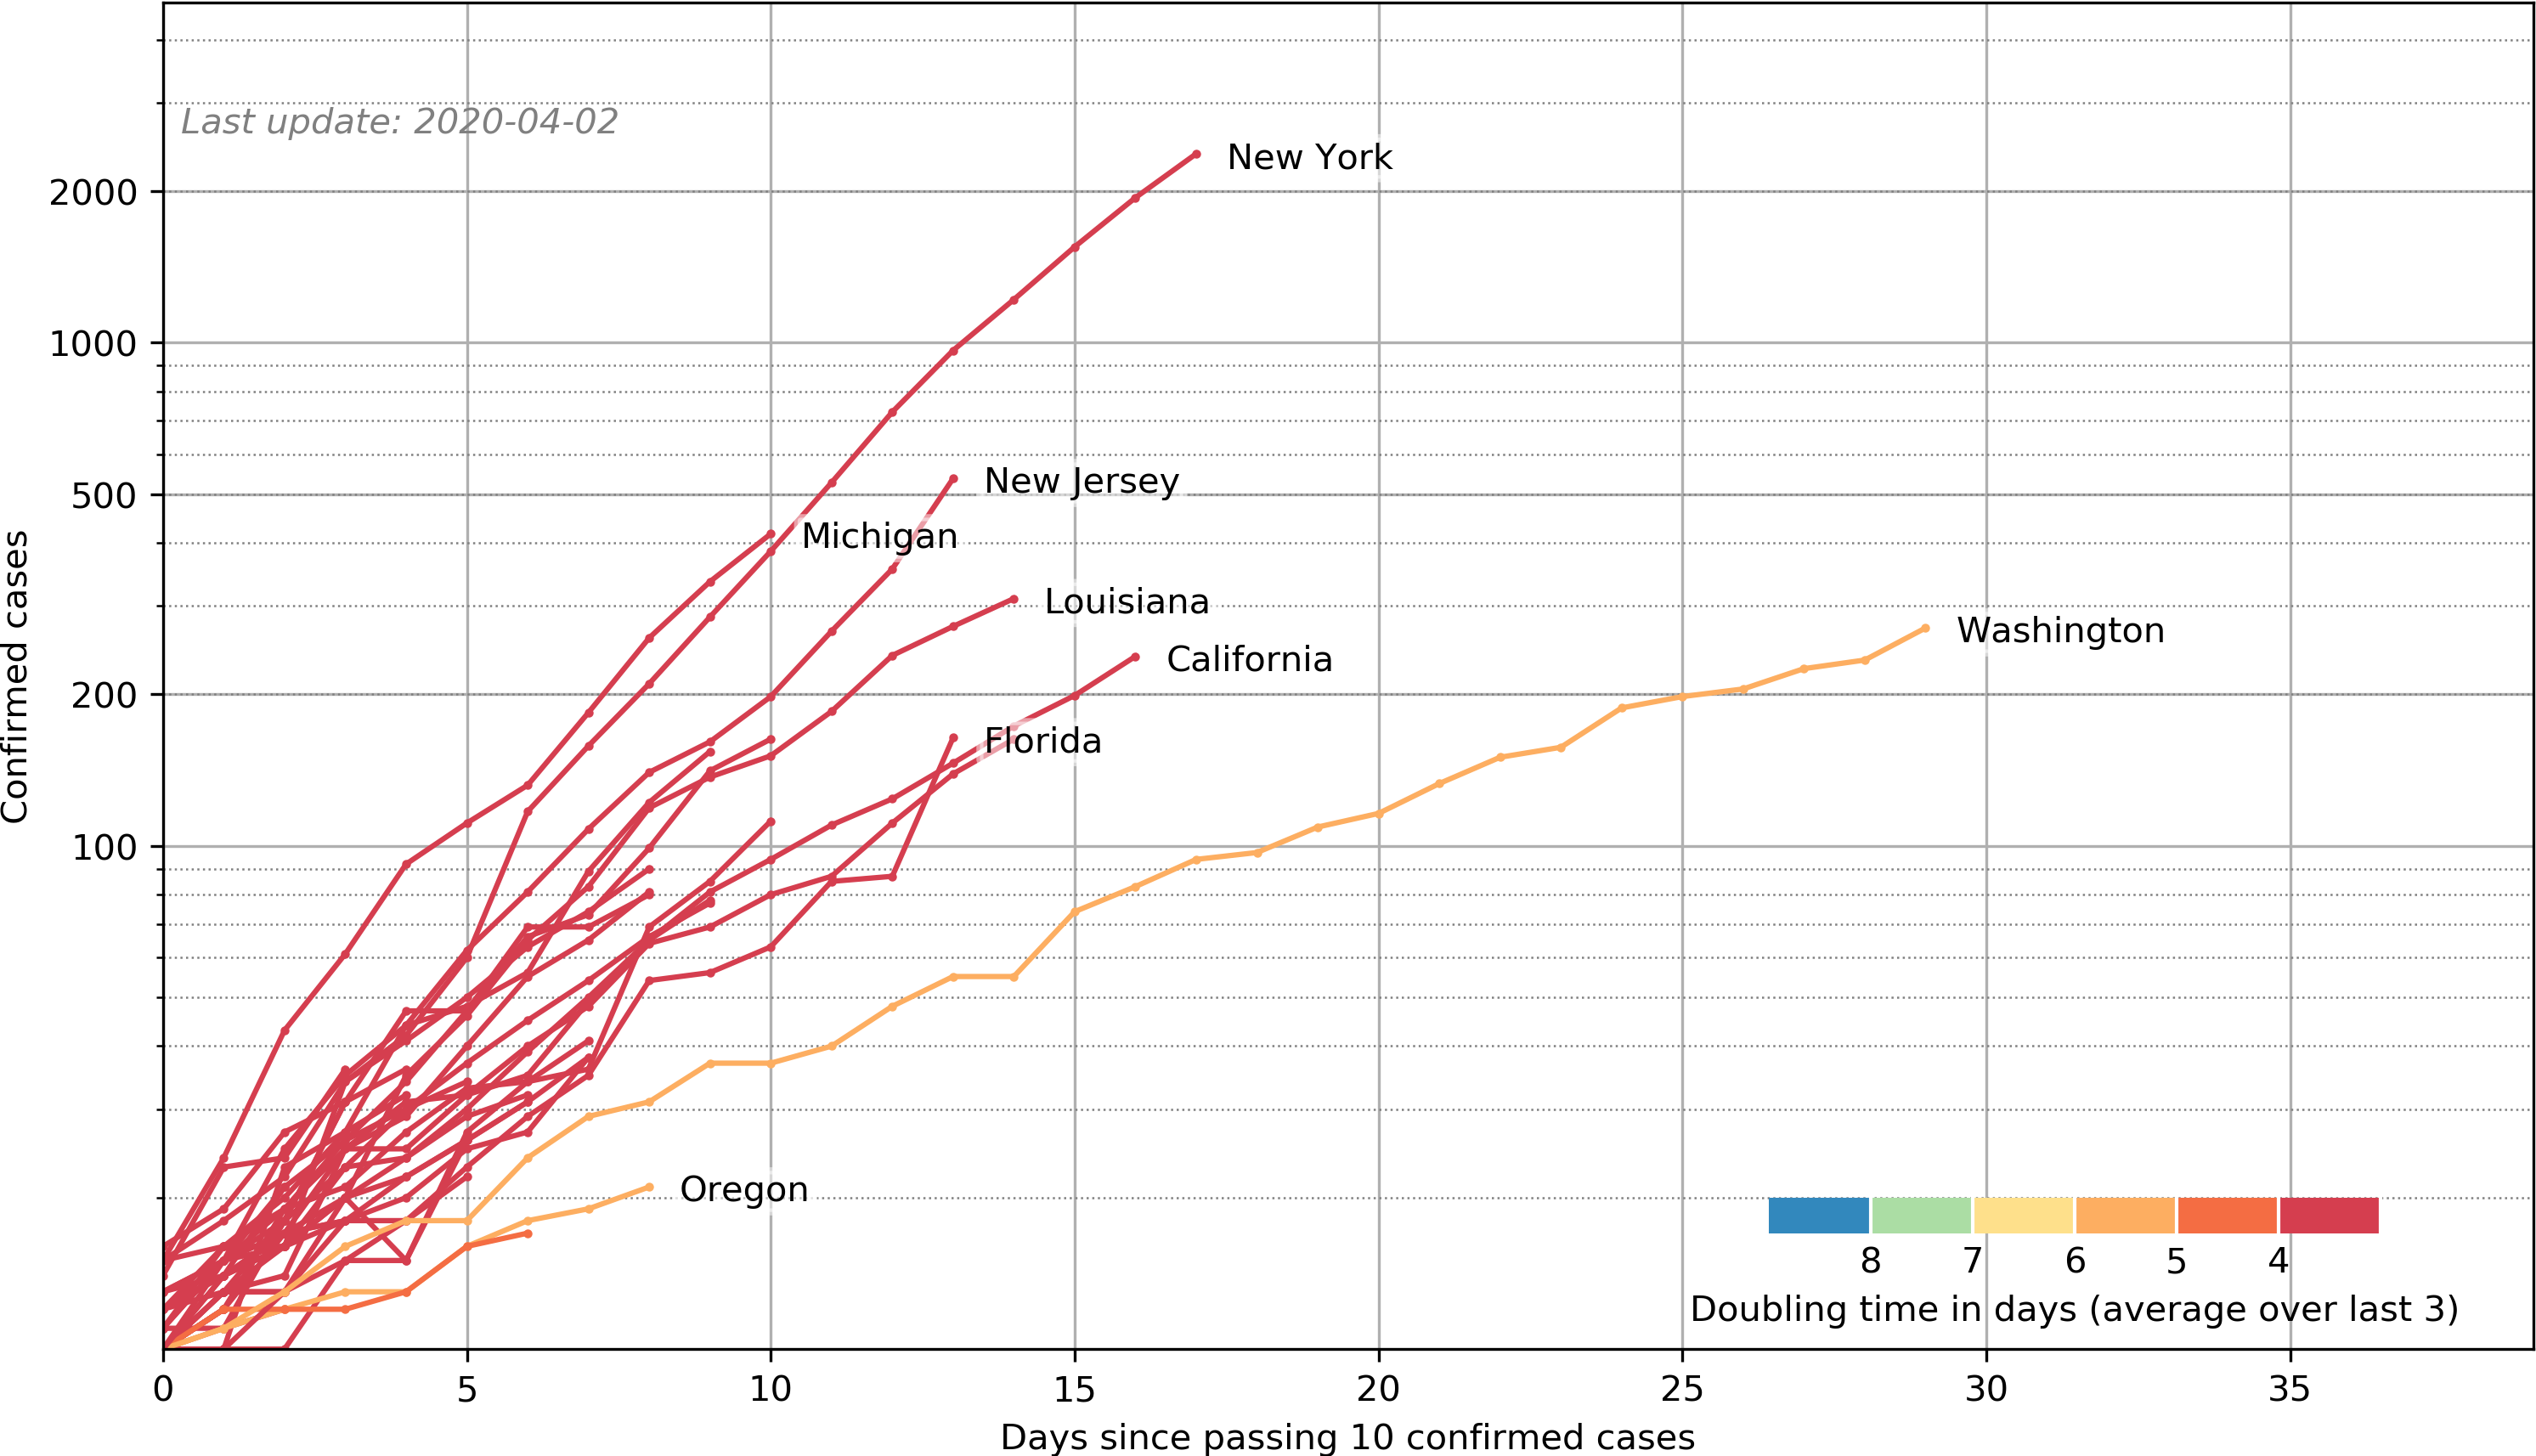 Last update: 2020-04-02
New York
2000
1000
New Jersey
500
Michigan
Louisiana
Washington
California
200
Florida
100
Confirmed cases
Oregon
8 7 6 5 4
Doubling time in days (average over last 3)
0 5 10 15 20 25 30 35
Days since passing 10 confirmed cases